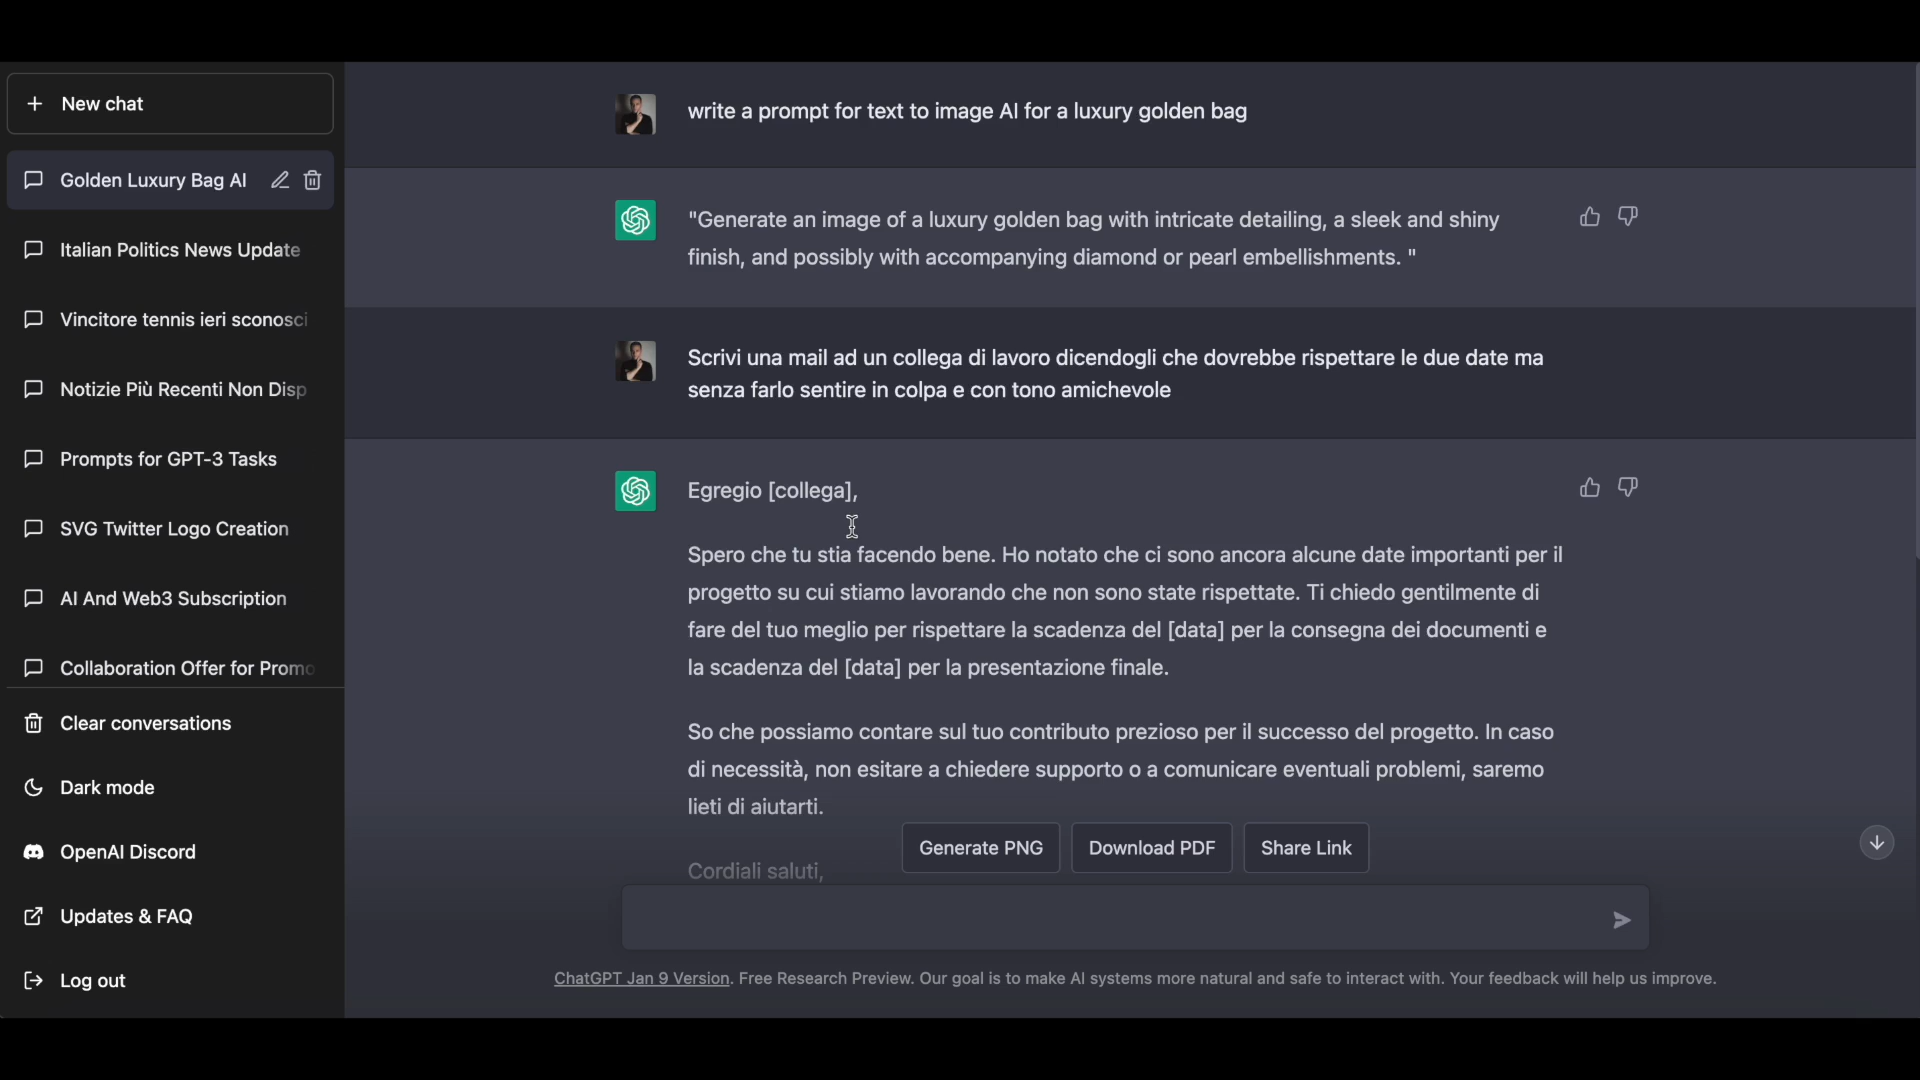 New chat
Golden Luxury Bag AI
Italian Politics News Update
Vincitore tennis ieri sconosci
Notizie Più Recenti Non Disp
Prompts for GPT-3 Tasks
SVG Twitter Logo Creation
AI And Web3 Subscription
Collaboration Offer for Promo
Clear conversations
Dark mode
OpenAI Discord
Updates & FAQ
Log out
write a prompt for text to image AI for a luxury golden bag
"Generate an image of a luxury golden bag with intricate detailing, a sleek and shiny
finish, and possibly with accompanying diamond or pearl embellishments. "
Scrivi una mail ad un collega di lavoro dicendogli che dovrebbe rispettare le due date ma
senza farlo sentire in colpa e con tono amichevole
Egregio [collega],
Spero che tu stia facendo bene. Ho notato che ci sono ancora alcune date importanti per il
progetto su cui stiamo lavorando che non sono state rispettate. Ti chiedo gentilmente di
fare del tuo meglio per rispettare la scadenza del [data] per la consegna dei documenti e
la scadenza del [data] per la presentazione finale.
So che possiamo contare sul tuo contributo prezioso per il successo del progetto. In caso
di necessità, non esitare a chiedere supporto o a comunicare eventuali problemi, saremo
lieti di aiutarti.
Cordiali saluti,
Generate PNG
Download PDF
Share Link
ChatGPT Jan 9 Version. Free Research Preview. Our goal is to make AI systems more natural and safe to interact with. Your feedback will help us improve.